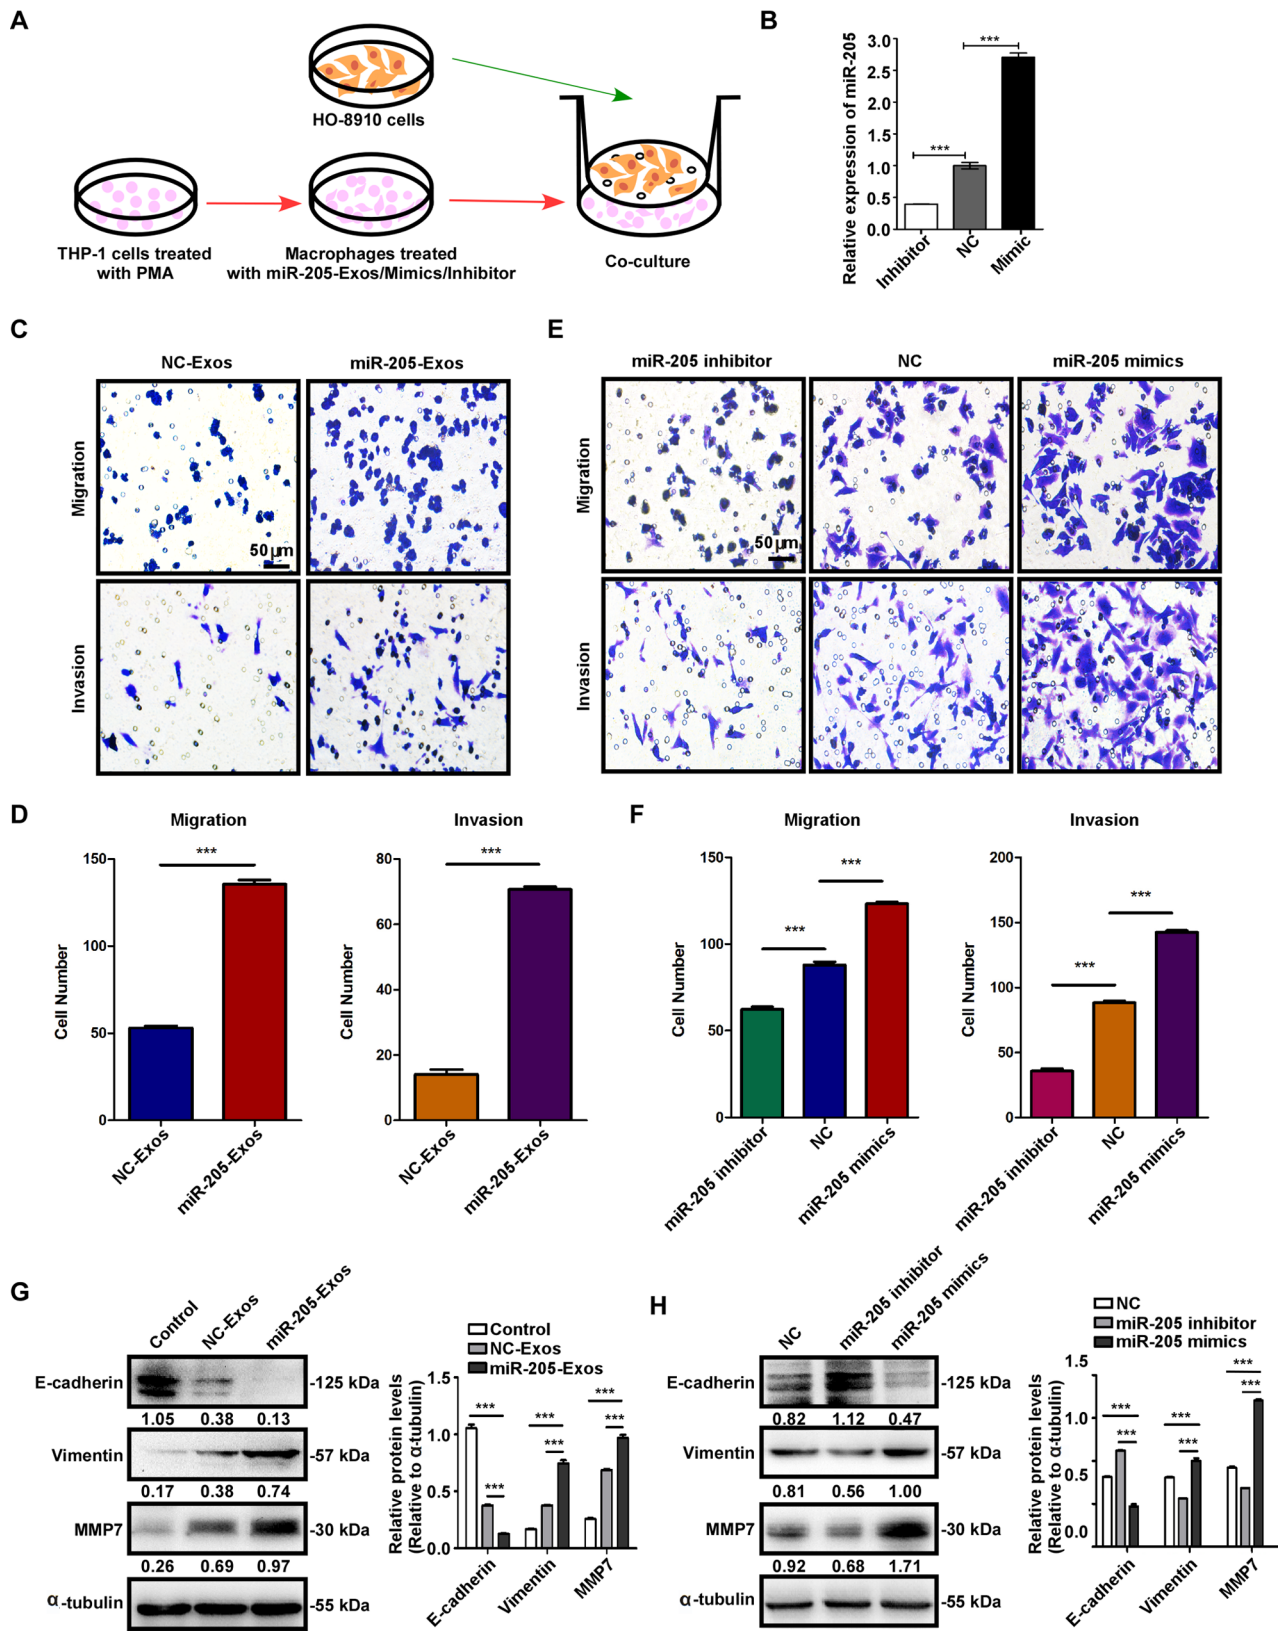 A
HO-8910 cells
THP-1 cells treated
with PMA
Macrophages treated
with miR-205-Exos/Mimics/Inhibitor
Co-culture
B
Relative expression of miR-205
3.0
2.5
2.0
1.5
1.0
0.5
0.0
***
***
Inhibitor
NC
Mimic
C
NC-Exos
miR-205-Exos
Migration
50 µm
Invasion
E
miR-205 inhibitor
NC
miR-205 mimics
Migration
50 µm
Invasion
D
Migration
Cell Number
150
100
50
0
***
NC-Exos
miR-205-Exos
Invasion
Cell Number
80
60
40
20
0
***
NC-Exos
miR-205-Exos
F
Migration
Cell Number
150
100
50
0
***
***
miR-205 inhibitor
NC
miR-205 mimics
Invasion
Cell Number
200
150
100
50
0
***
***
miR-205 inhibitor
NC
miR-205 mimics
G
Control
NC-Exos
miR-205-Exos
E-cadherin
-125 kDa
1.05 0.38 0.13
Vimentin
-57 kDa
0.17 0.38 0.74
MMP7
-30 kDa
0.26 0.69 0.97
α-tubulin
-55 kDa
Control
NC-Exos
miR-205-Exos
Relative protein levels
(Relative to α-tubulin)
1.5
1.0
0.5
0.0
***
***
***
***
***
***
E-cadherin
Vimentin
MMP7
H
NC
miR-205 inhibitor
miR-205 mimics
E-cadherin
-125 kDa
0.82 1.12 0.47
Vimentin
-57 kDa
0.81 0.56 1.00
MMP7
-30 kDa
0.92 0.68 1.71
α-tubulin
-55 kDa
NC
miR-205 inhibitor
miR-205 mimics
Relative protein levels
(Relative to α-tubulin)
1.5
1.0
0.5
0.0
***
***
***
***
***
***
E-cadherin
Vimentin
MMP7